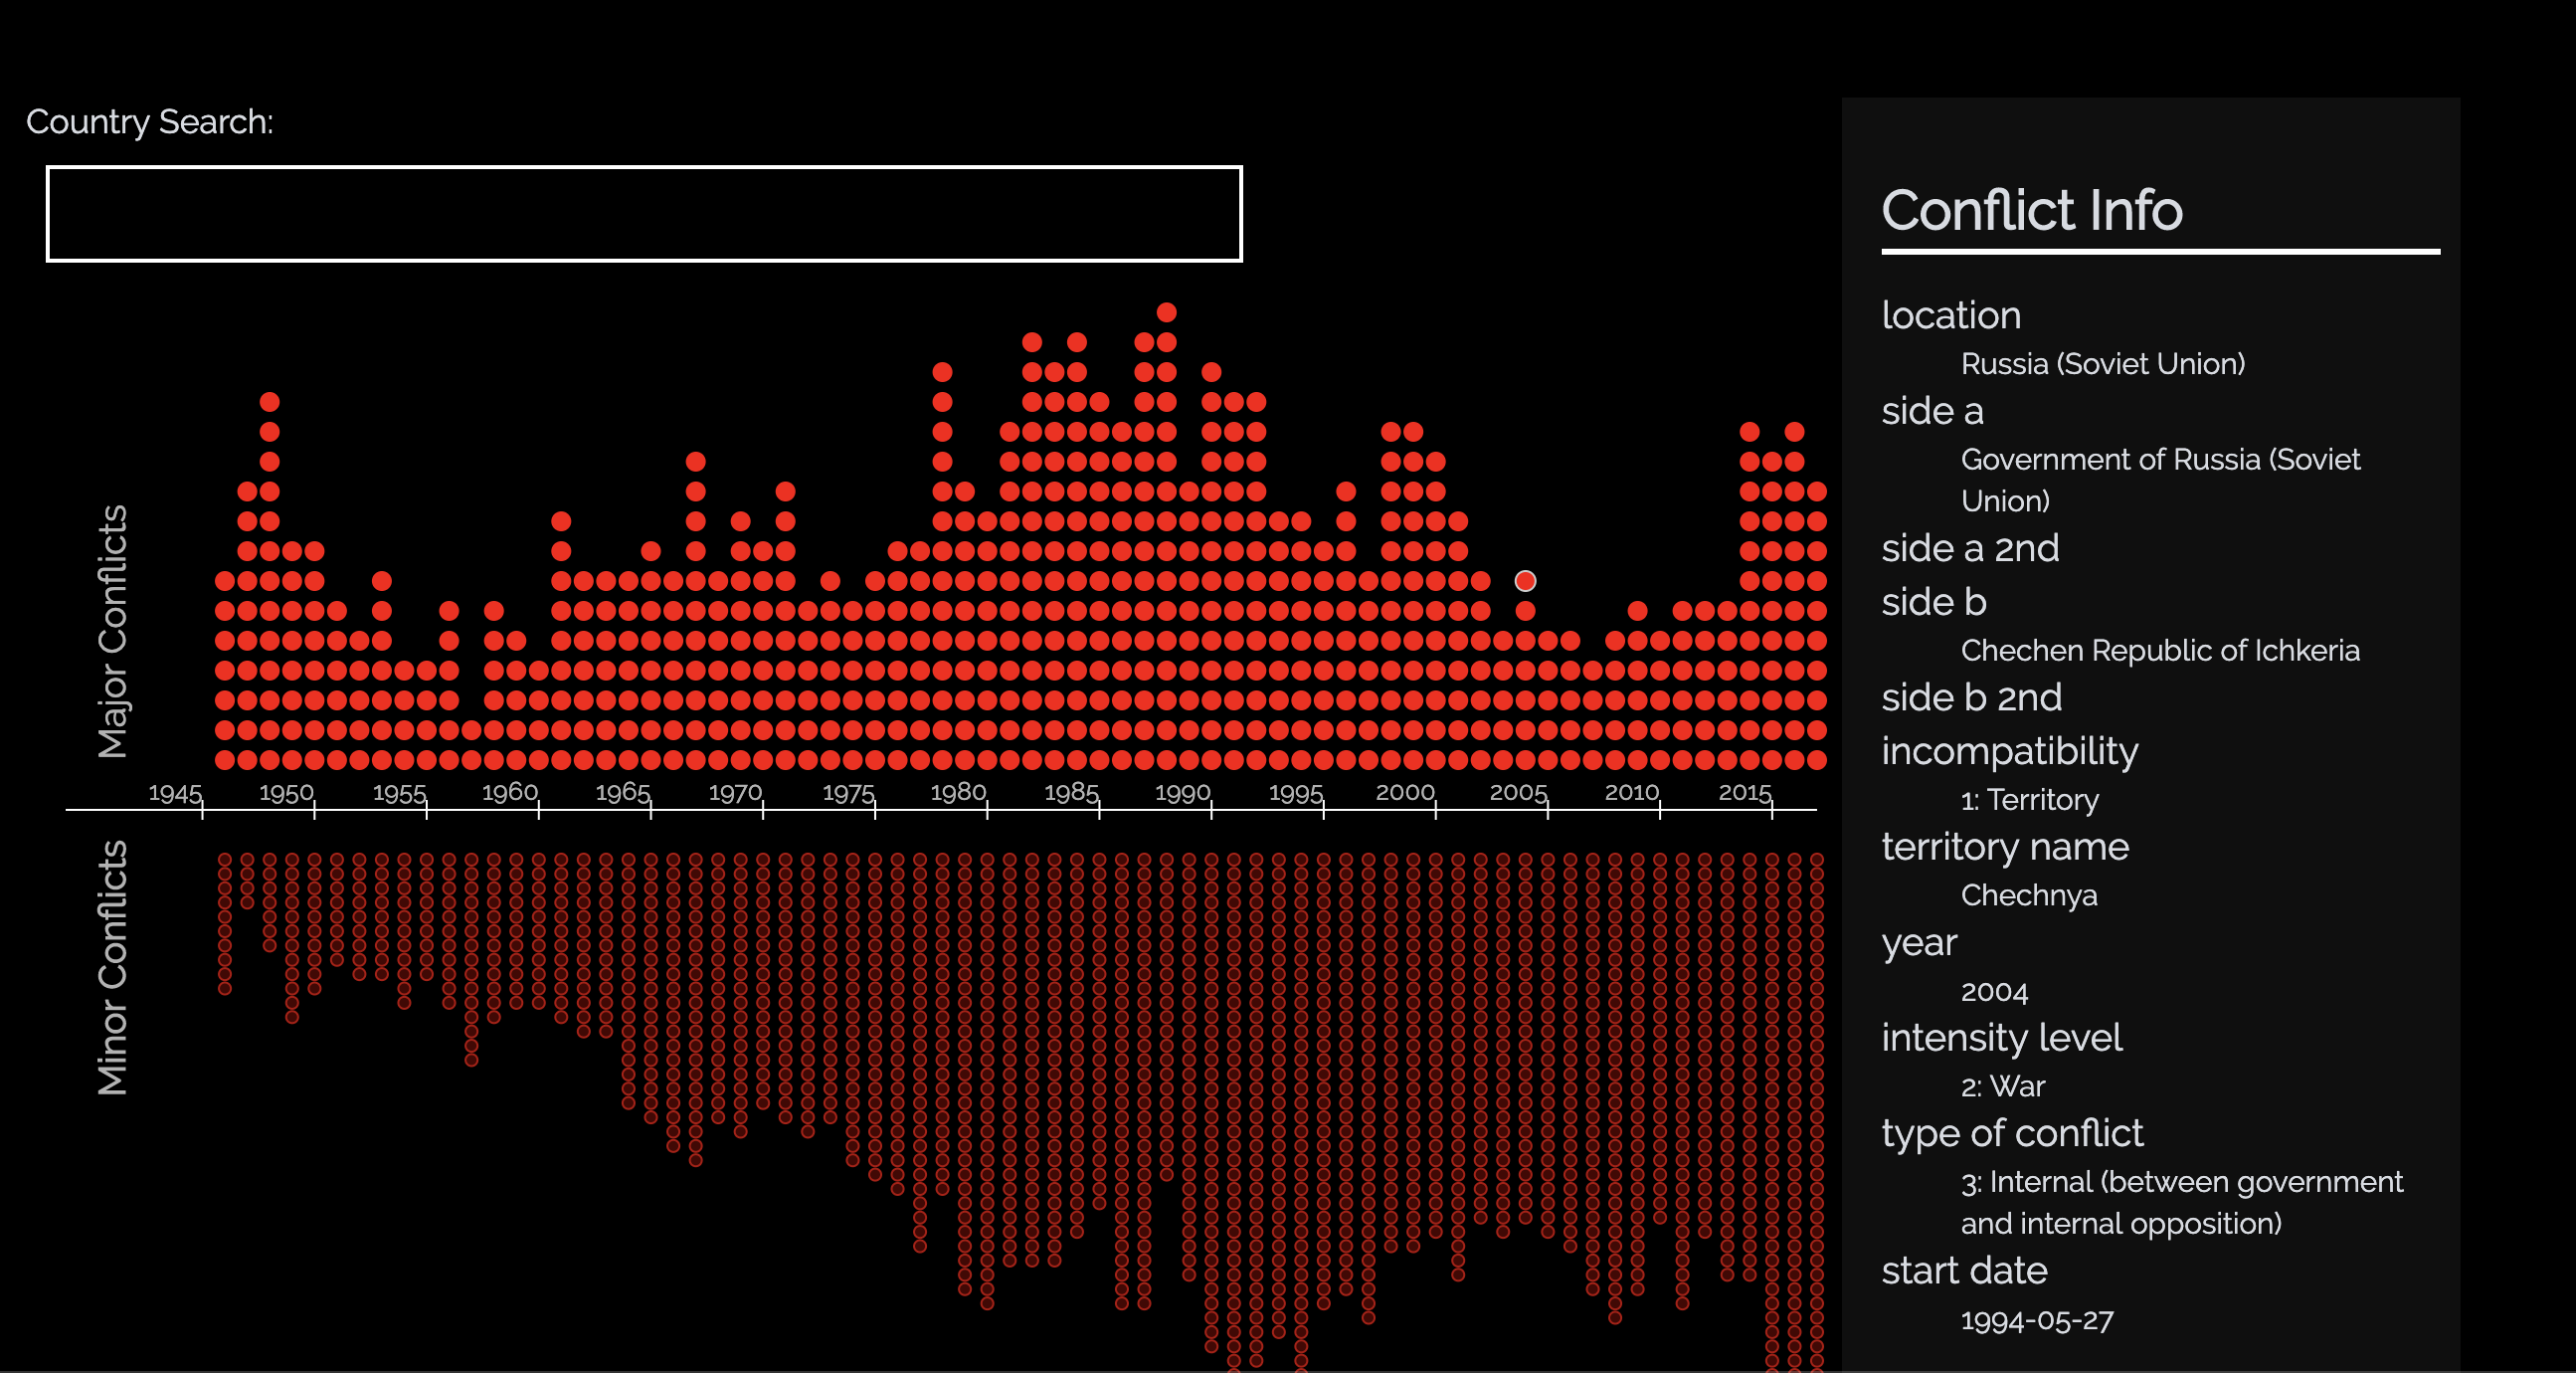 Country Search:
Major Conflicts
1945 1950 1955 1960 1965 1970 1975 1980 1985 1990 1995 2000 2005 2010 2015
Minor Conflicts
Conflict Info
location
Russia (Soviet Union)
side a
Government of Russia (Soviet
Union)
side a 2nd
side b
Chechen Republic of Ichkeria
side b 2nd
incompatibility
1: Territory
territory name
Chechnya
year
2004
intensity level
2: War
type of conflict
3: Internal (between government
and internal opposition)
start date
1994-05-27